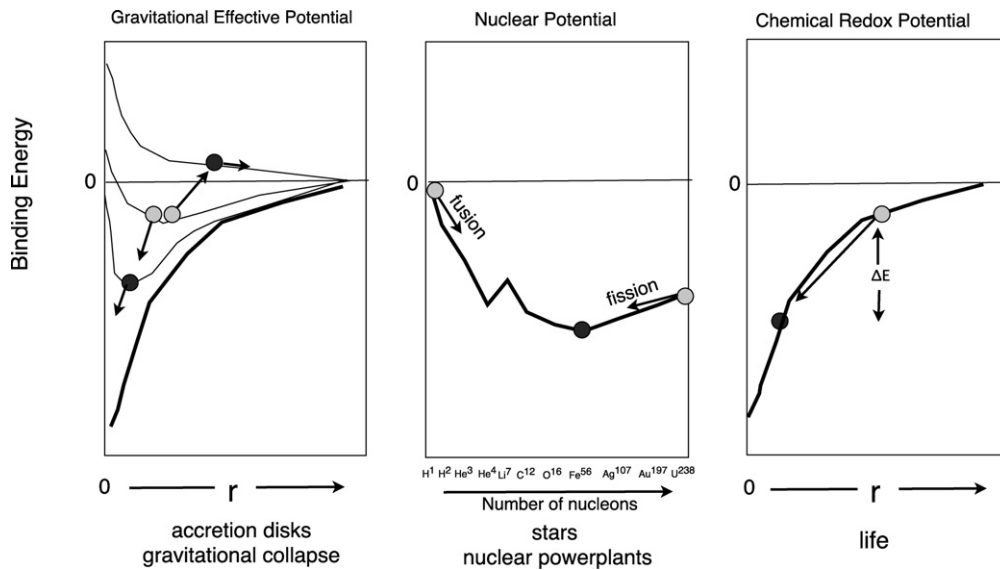 Gravitational Effective Potential
Nuclear Potential
Chemical Redox Potential
Binding Energy
0
0
0
fusion
fission
ΔE
H¹ H² He³ He⁴ Li⁷ C¹² O¹⁶ Fe⁵⁶ Ag¹⁰⁷ Au¹⁹⁷ U²³⁸
0 r
Number of nucleons
0 r
accretion disks
gravitational collapse
stars
nuclear powerplants
life